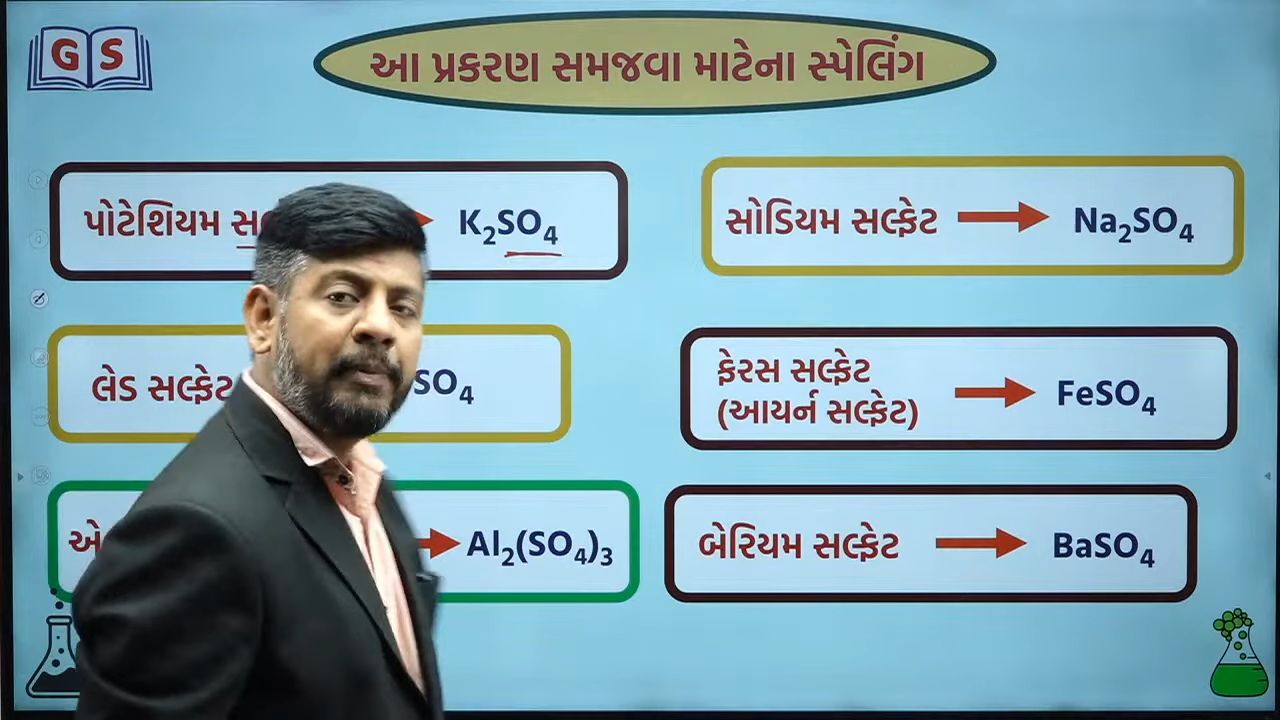 GS
આ પ્રકરણ સમજવા માટેના સ્પેલિંગ
પોટેશિયમ K₂SO₄
સોડિયમ સલ્ફેટ Na₂SO₄
લેડ સલ્ફેટ SO₄
ફેરસ સલ્ફેટ
(આયર્ન સલ્ફેટ) FeSO₄
Al₂(SO₄)₃
બેરિયમ સલ્ફેટ BaSO₄